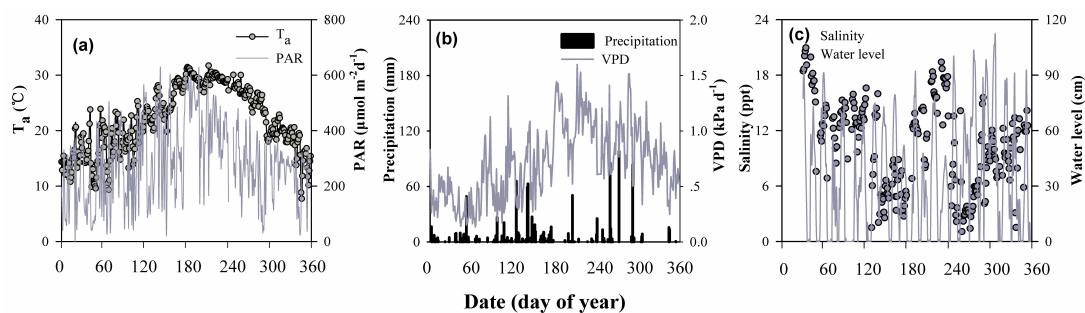 (a)
T a
PAR
T a (℃)
40
30
20
10
0
PAR (µmol m-2d-1)
800
600
400
200
0
0 60 120 180 240 300 360
(b)
Precipitation
VPD
Precipitation (mm)
240
180
120
60
0
VPD (kPa d-1)
2.0
1.5
1.0
.5
0.0
0 60 120 180 240 300 360
(c)
Salinity
Water level
Salinity (ppt)
22
18
12
6
0
Water level (cm)
120
90
60
30
0
0 60 120 180 240 300 360
Date (day of year)